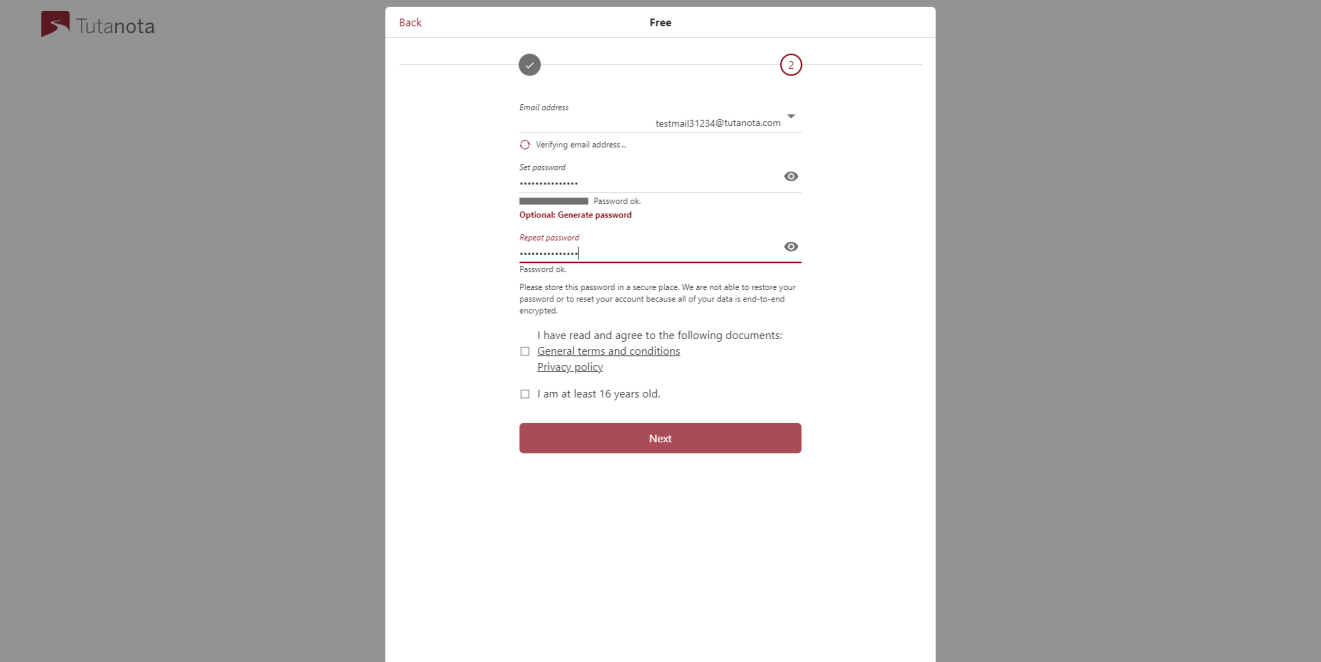 Tutanota
Back
Free
2
Email address
testmail31234@tutanota.com
Verifying email address ...
Set password
•••••••••••••••
Password ok.
Optional: Generate password
Repeat password
•••••••••••••••
Password ok.
Please store this password in a secure place. We are not able to restore your
password or to reset your account because all of your data is end-to-end
encrypted.
I have read and agree to the following documents:
General terms and conditions
Privacy policy
I am at least 16 years old.
Next